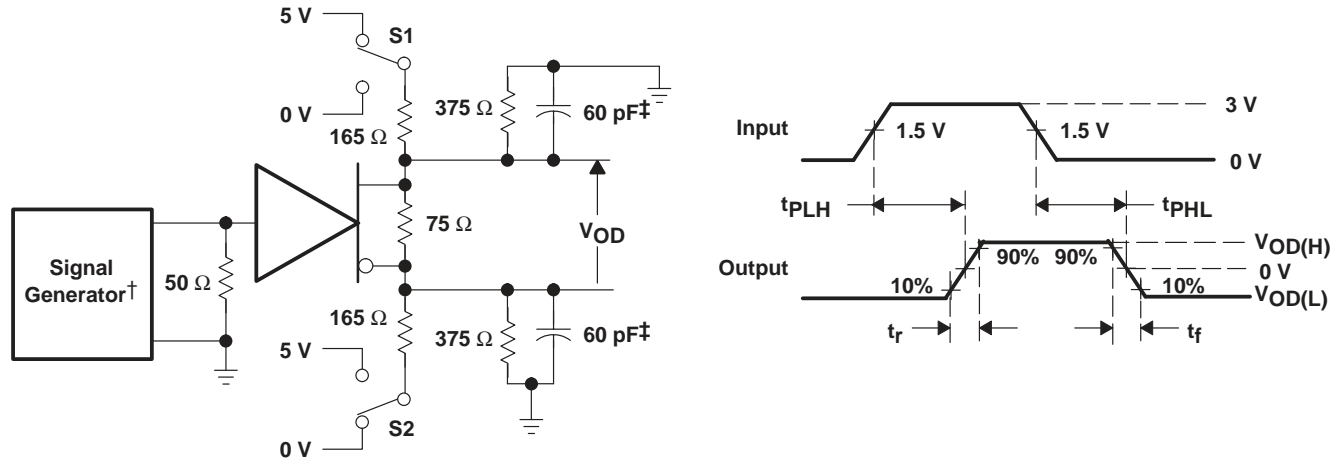 5 V
S1
0 V
165 Ω
375 Ω
60 pF‡
Signal
Generator†
50 Ω
75 Ω
VOD
165 Ω
375 Ω
60 pF‡
5 V
0 V
S2
Input
1.5 V
1.5 V
3 V
0 V
tPLH
tPHL
Output
10%
90%
90%
10%
VOD(H)
0 V
VOD(L)
tr
tf